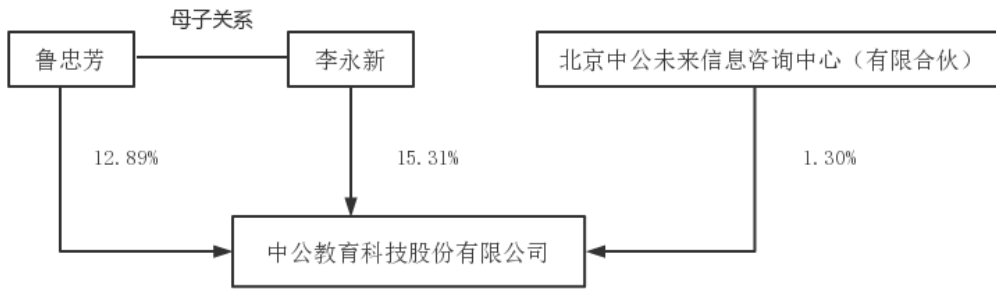 母子关系
鲁忠芳
李永新
北京中公未来信息咨询中心（有限合伙）
12.89%
15.31%
1.30%
中公教育科技股份有限公司